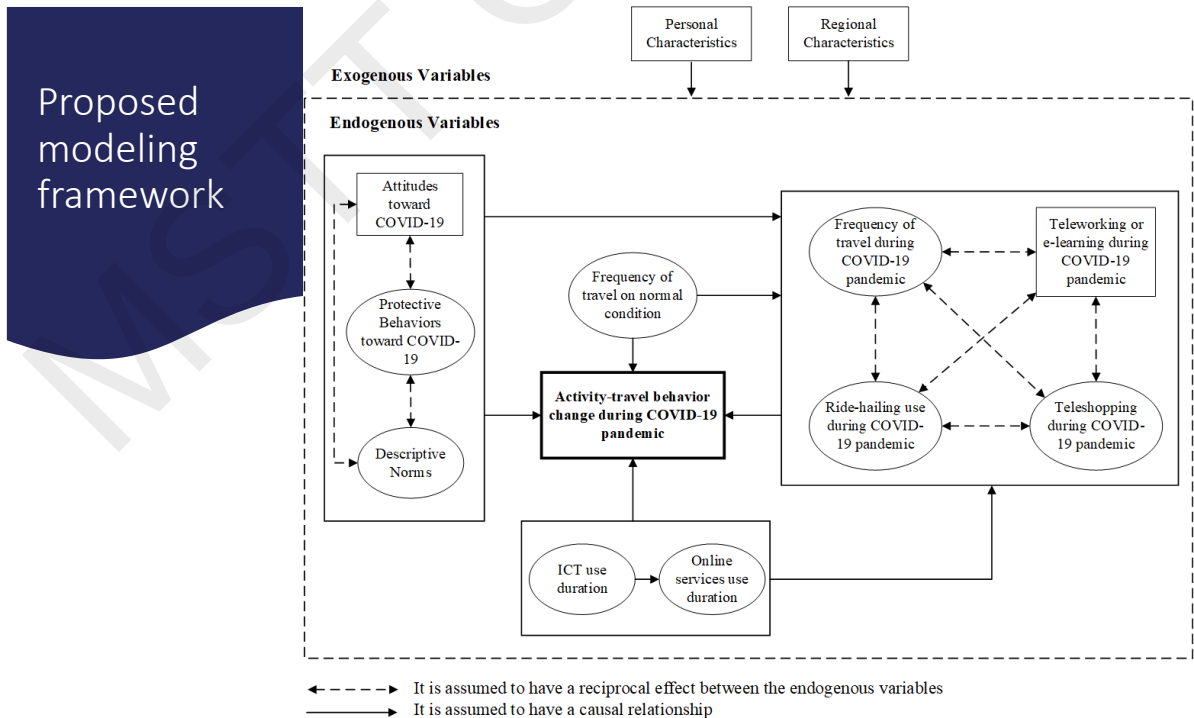 Proposed
modeling
framework
Personal
Characteristics
Regional
Characteristics
Exogenous Variables
Endogenous Variables
Attitudes
toward
COVID-19
Protective
Behaviors
toward COVID-
19
Descriptive
Norms
Frequency of
travel on normal
condition
Activity-travel behavior
change during COVID-19
pandemic
ICT use
duration
Online
services use
duration
Frequency of
travel during
COVID-19
pandemic
Teleworking or
e-learning during
COVID-19
pandemic
Ride-hailing use
during COVID-
19 pandemic
Teleshopping
during COVID-
19 pandemic
It is assumed to have a reciprocal effect between the endogenous variables
It is assumed to have a causal relationship
MSTT